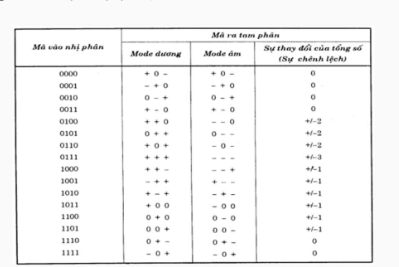 Mã vào nhị phân Mã ra tam phân
Mode dương Mode âm Sự thay đổi của tổng số
(Sự chênh lệch)
0000 + 0 – + 0 – 0
0001 – + 0 – + 0 0
0010 0 – + 0 – + 0
0011 + – 0 + – 0 0
0100 + + 0 – – 0 +/–2
0101 0 + + 0 – – +/–2
0110 + 0 + – 0 – +/–2
0111 + + + – – – +/–3
1000 + + – – – + +/–1
1001 – + + + – – +/–1
1010 + – + – + – +/–1
1011 + 0 0 – 0 0 +/–1
1100 0 + 0 0 – 0 +/–1
1101 0 0 + 0 0 – +/–1
1110 0 + – 0 + – 0
1111 – 0 + – 0 + 0